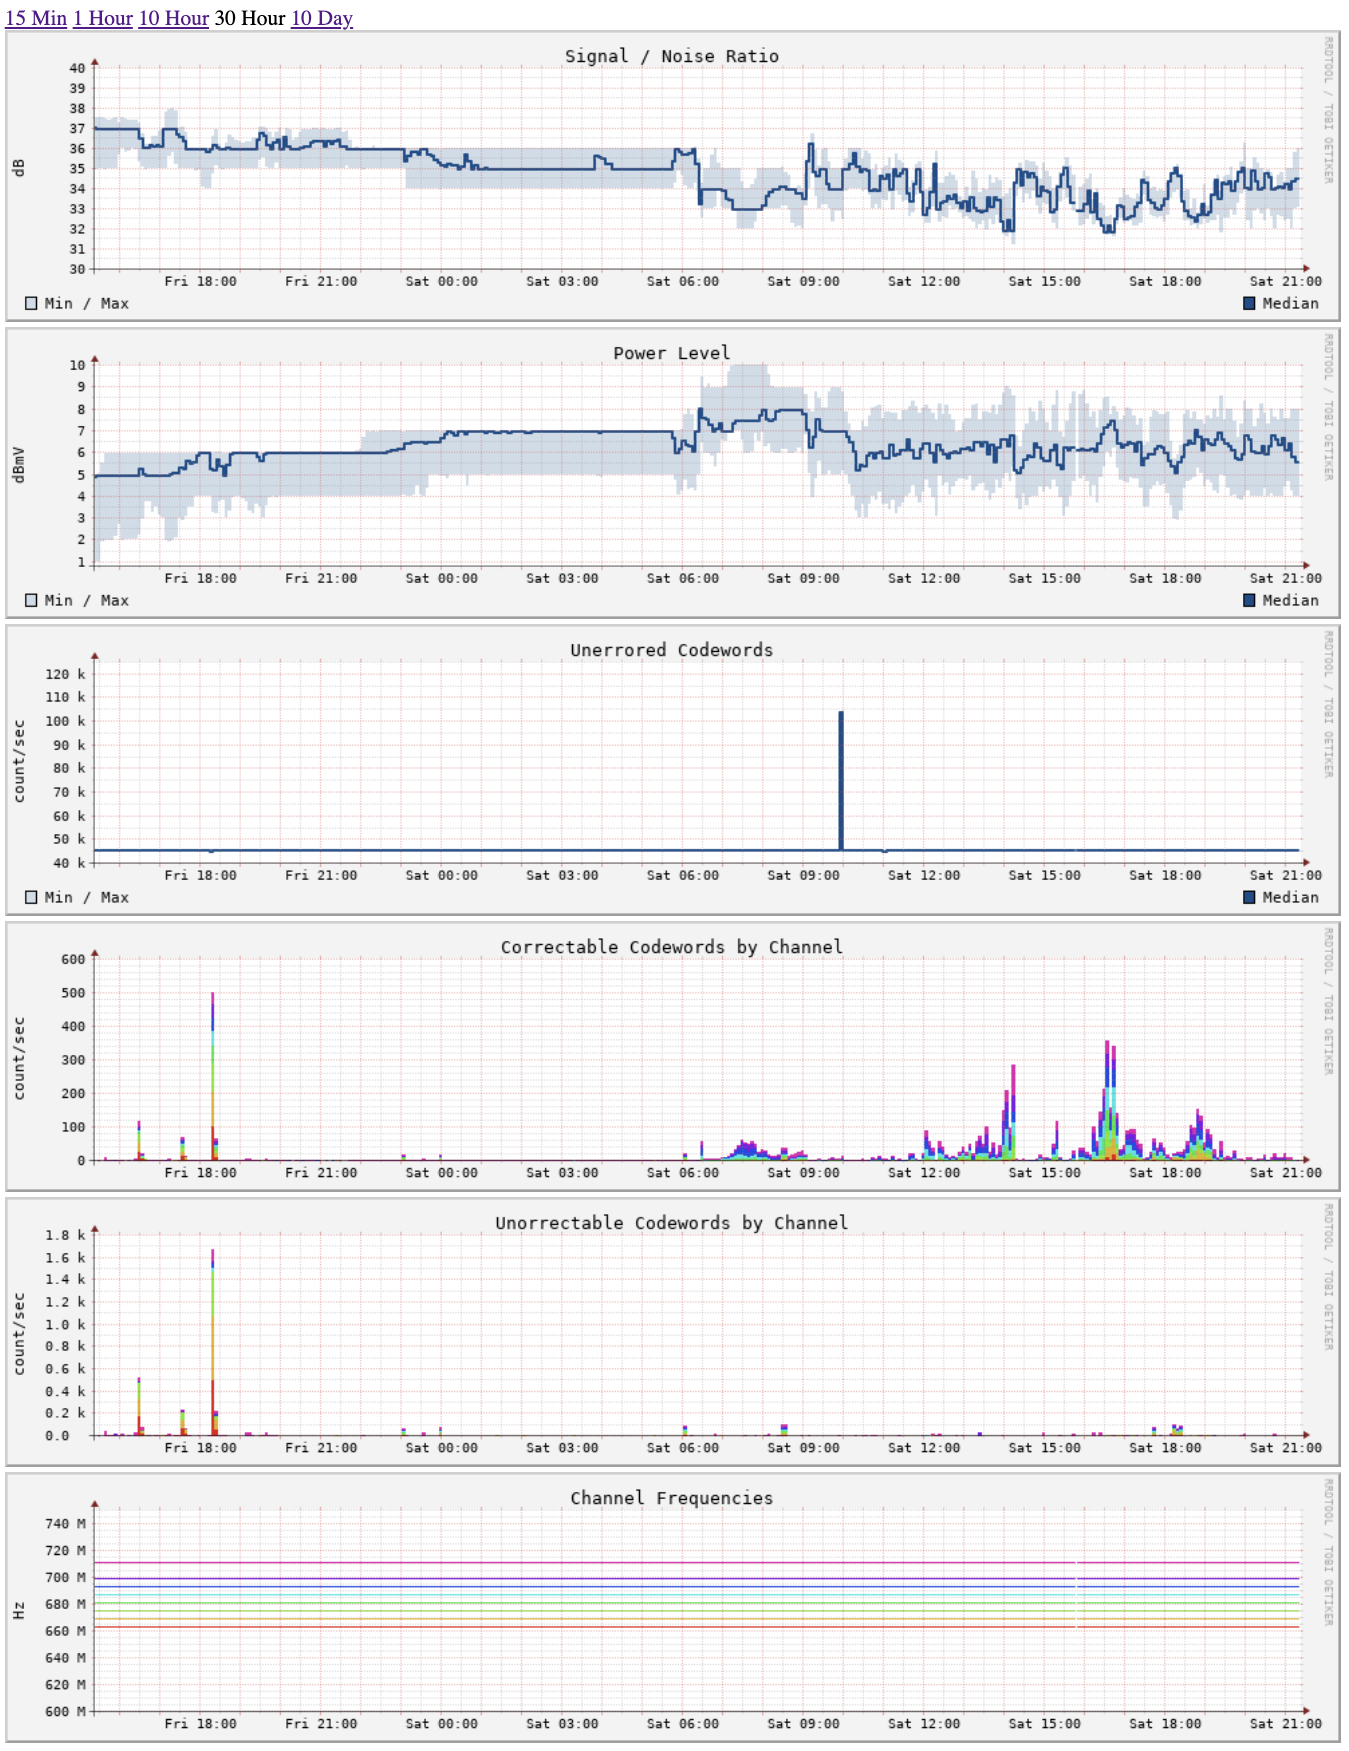 15 Min 1 Hour 10 Hour 30 Hour 10 Day
Signal / Noise Ratio
RRDTOOL / TOBI OETIKER
dB
40
39
38
37
36
35
34
33
32
31
30
Fri 18:00 Fri 21:00 Sat 00:00 Sat 03:00 Sat 06:00 Sat 09:00 Sat 12:00 Sat 15:00 Sat 18:00 Sat 21:00
Min / Max Median
Power Level
RRDTOOL / TOBI OETIKER
dBmV
10
9
8
7
6
5
4
3
2
1
Fri 18:00 Fri 21:00 Sat 00:00 Sat 03:00 Sat 06:00 Sat 09:00 Sat 12:00 Sat 15:00 Sat 18:00 Sat 21:00
Min / Max Median
Unerrored Codewords
RRDTOOL / TOBI OETIKER
count/sec
120 k
110 k
100 k
90 k
80 k
70 k
60 k
50 k
40 k
Fri 18:00 Fri 21:00 Sat 00:00 Sat 03:00 Sat 06:00 Sat 09:00 Sat 12:00 Sat 15:00 Sat 18:00 Sat 21:00
Min / Max Median
Correctable Codewords by Channel
RRDTOOL / TOBI OETIKER
count/sec
600
500
400
300
200
100
0
Fri 18:00 Fri 21:00 Sat 00:00 Sat 03:00 Sat 06:00 Sat 09:00 Sat 12:00 Sat 15:00 Sat 18:00 Sat 21:00
Unorrectable Codewords by Channel
RRDTOOL / TOBI OETIKER
count/sec
1.8 k
1.6 k
1.4 k
1.2 k
1.0 k
0.8 k
0.6 k
0.4 k
0.2 k
0.0
Fri 18:00 Fri 21:00 Sat 00:00 Sat 03:00 Sat 06:00 Sat 09:00 Sat 12:00 Sat 15:00 Sat 18:00 Sat 21:00
Channel Frequencies
RRDTOOL / TOBI OETIKER
Hz
740 M
720 M
700 M
680 M
660 M
640 M
620 M
600 M
Fri 18:00 Fri 21:00 Sat 00:00 Sat 03:00 Sat 06:00 Sat 09:00 Sat 12:00 Sat 15:00 Sat 18:00 Sat 21:00